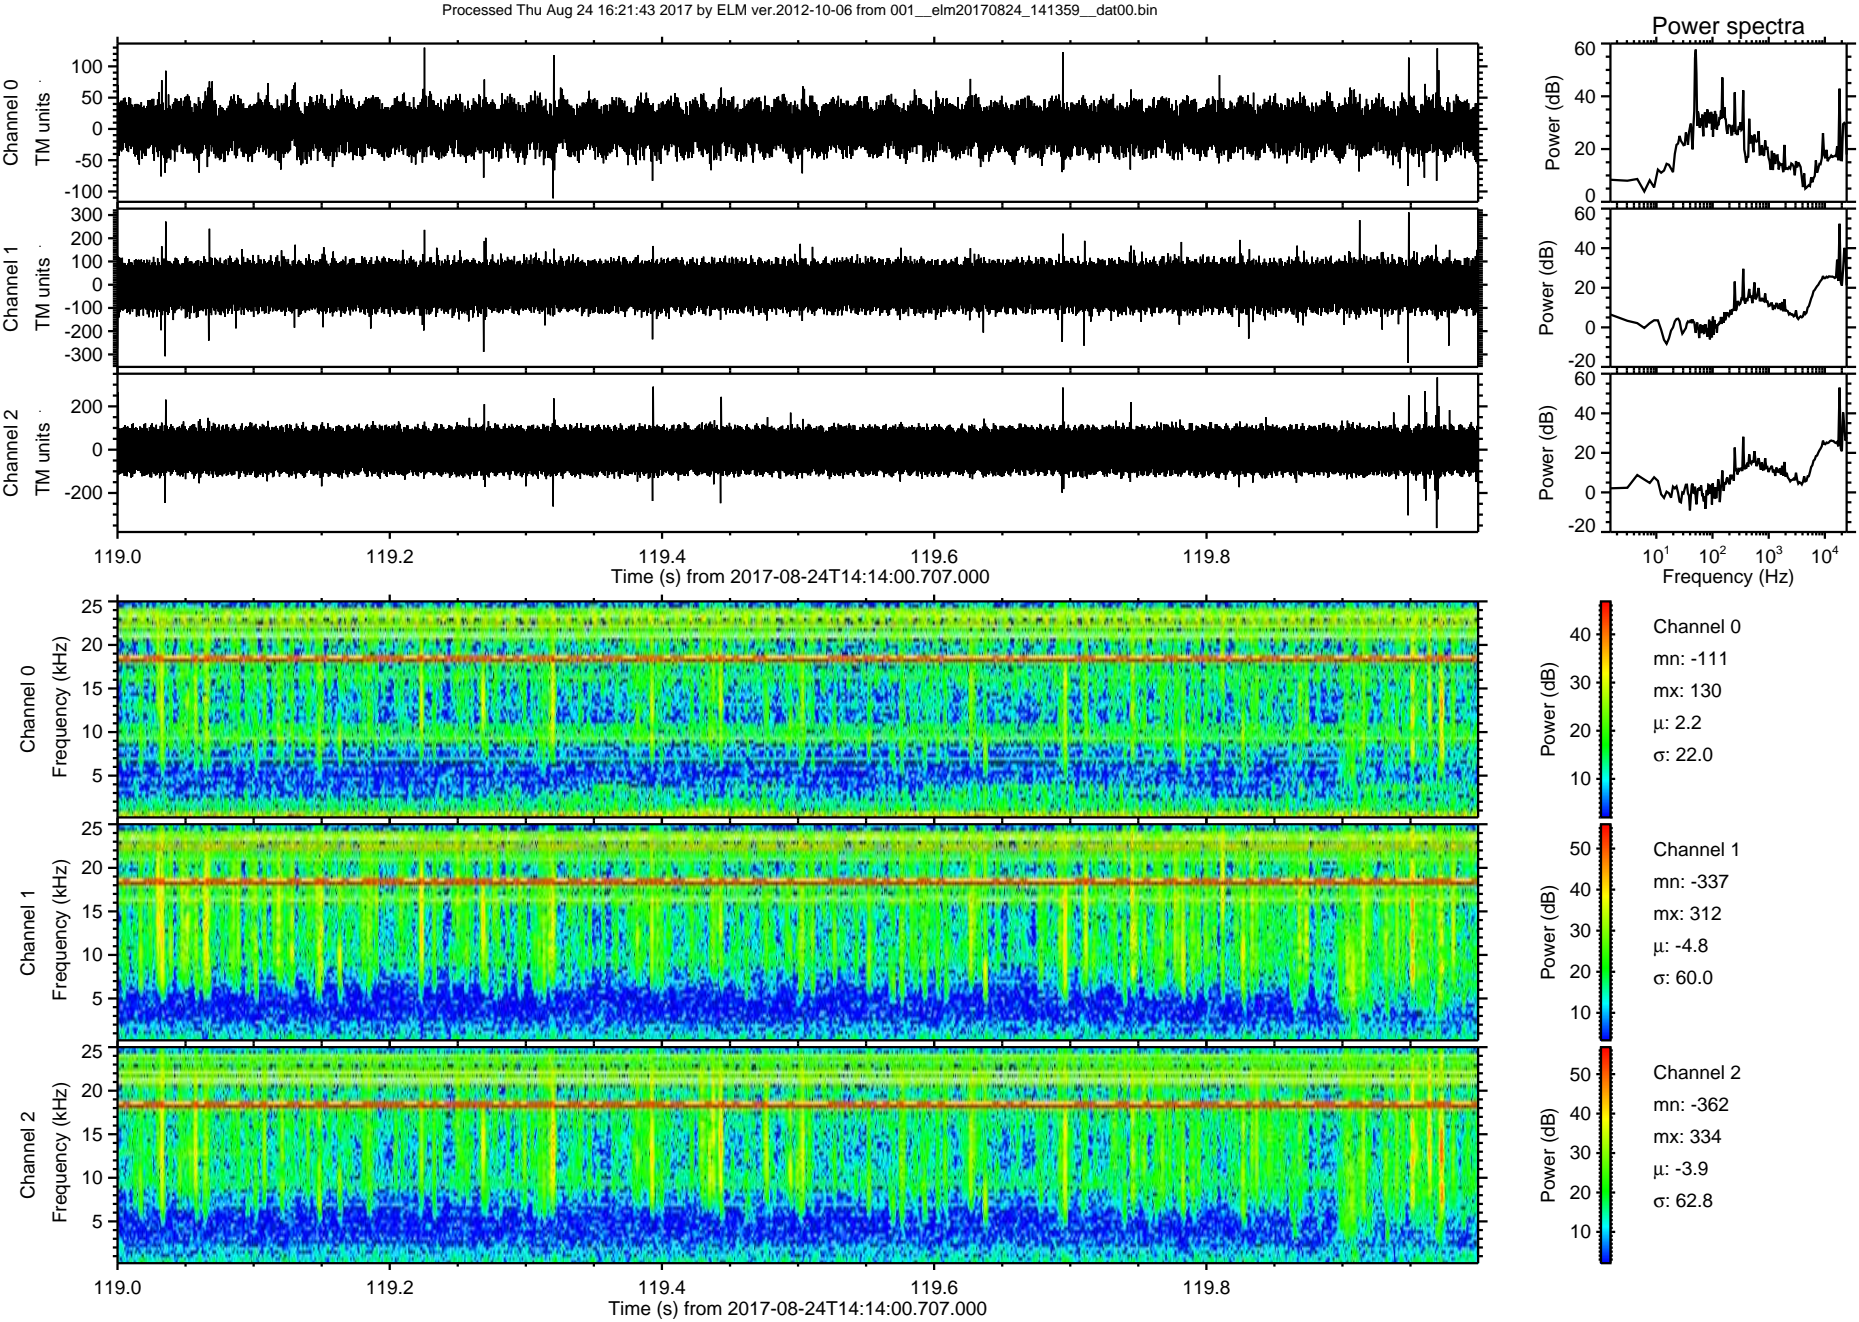 Processed Thu Aug 24 16:21:43 2017 by ELM ver.2012-10-06 from 001__elm20170824_141359__dat00.bin
Power spectra
Channel 0
TM units
100
50
0
-50
-100
Power (dB)
60
40
20
0
Channel 1
TM units
300
200
100
0
-100
-200
-300
Power (dB)
60
40
20
0
-20
Channel 2
TM units
200
0
-200
Power (dB)
60
40
20
0
-20
119.0 119.2 119.4 119.6 119.8
Time (s) from 2017-08-24T14:14:00.707.000
10¹ 10² 10³ 10⁴
Frequency (Hz)
Channel 0
Frequency (kHz)
25
20
15
10
5
Power (dB)
40
30
20
10
Channel 0
mn: -111
mx: 130
μ: 2.2
σ: 22.0
Channel 1
Frequency (kHz)
25
20
15
10
5
Power (dB)
50
40
30
20
10
Channel 1
mn: -337
mx: 312
μ: -4.8
σ: 60.0
Channel 2
Frequency (kHz)
25
20
15
10
5
Power (dB)
50
40
30
20
10
Channel 2
mn: -362
mx: 334
μ: -3.9
σ: 62.8
119.0 119.2 119.4 119.6 119.8
Time (s) from 2017-08-24T14:14:00.707.000